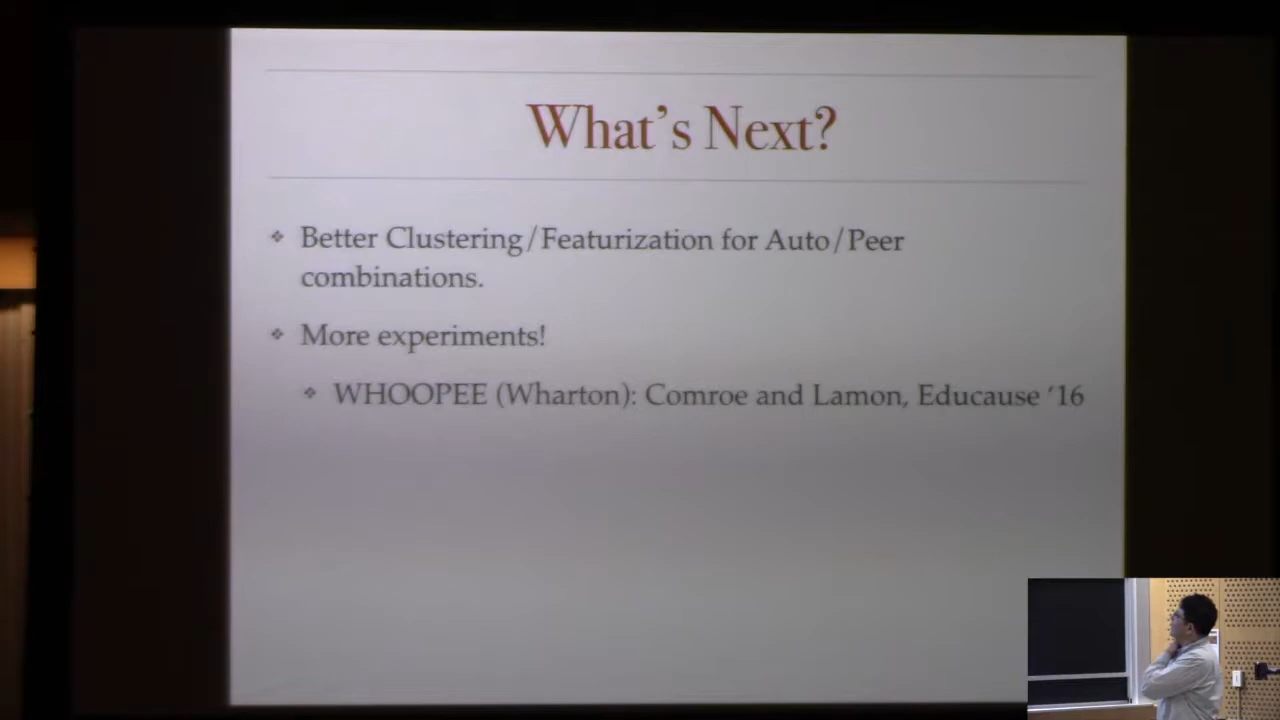 What's Next?
Better Clustering/Featurization for Auto/Peer
combinations.
More experiments!
WHOOPEE (Wharton): Comroe and Lamon, Educause '16